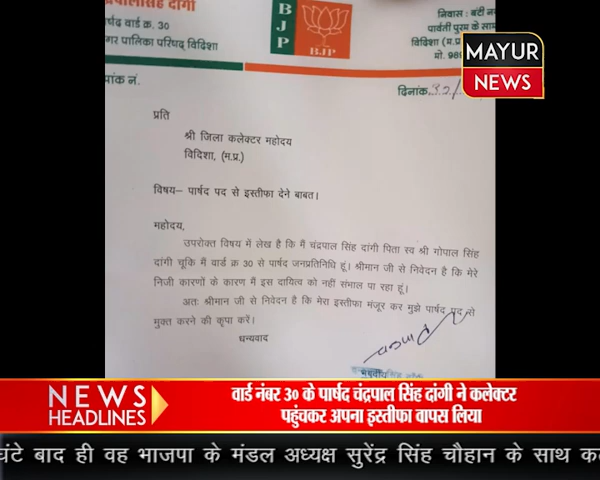 चंद्रपालसिंह दांगी
पार्षद वार्ड क्र. 30
नगर पालिका परिषद् विदिशा
BJP
BJP
निवास : बंटी
पार्वती पुरम के
विदिशा (म.प्र
मो. 98
MAYUR
NEWS
नं.
दिनांक
प्रति
श्री जिला कलेक्टर महोदय
विदिशा, (म.प्र.)
विषय– पार्षद पद से इस्तीफा देने बाबत।
महोदय,
उपरोक्त विषय में लेख है कि मैं चंद्रपाल सिंह दांगी पिता स्व श्री गोपाल सिंह
दांगी चूकि मैं वार्ड क्र 30 से पार्षद जनप्रतिनिधि हूं। श्रीमान जी से निवेदन है कि मेरे
निजी कारणों के कारण मैं इस दायित्व को नहीं संभाल पा रहा हूं।
अतः श्रीमान जी से निवेदन है कि मेरा इस्तीफा मंजूर कर मुझे पार्षद पद से
मुक्त करने की कृपा करें।
धन्यवाद
NEWS
HEADLINES
वार्ड नंबर 30 के पार्षद चंद्रपाल सिंह दांगी ने कलेक्टर
पहुंचकर अपना इस्तीफा वापस लिया
घंटे बाद ही वह भाजपा के मंडल अध्यक्ष सुरेंद्र सिंह चौहान के साथ